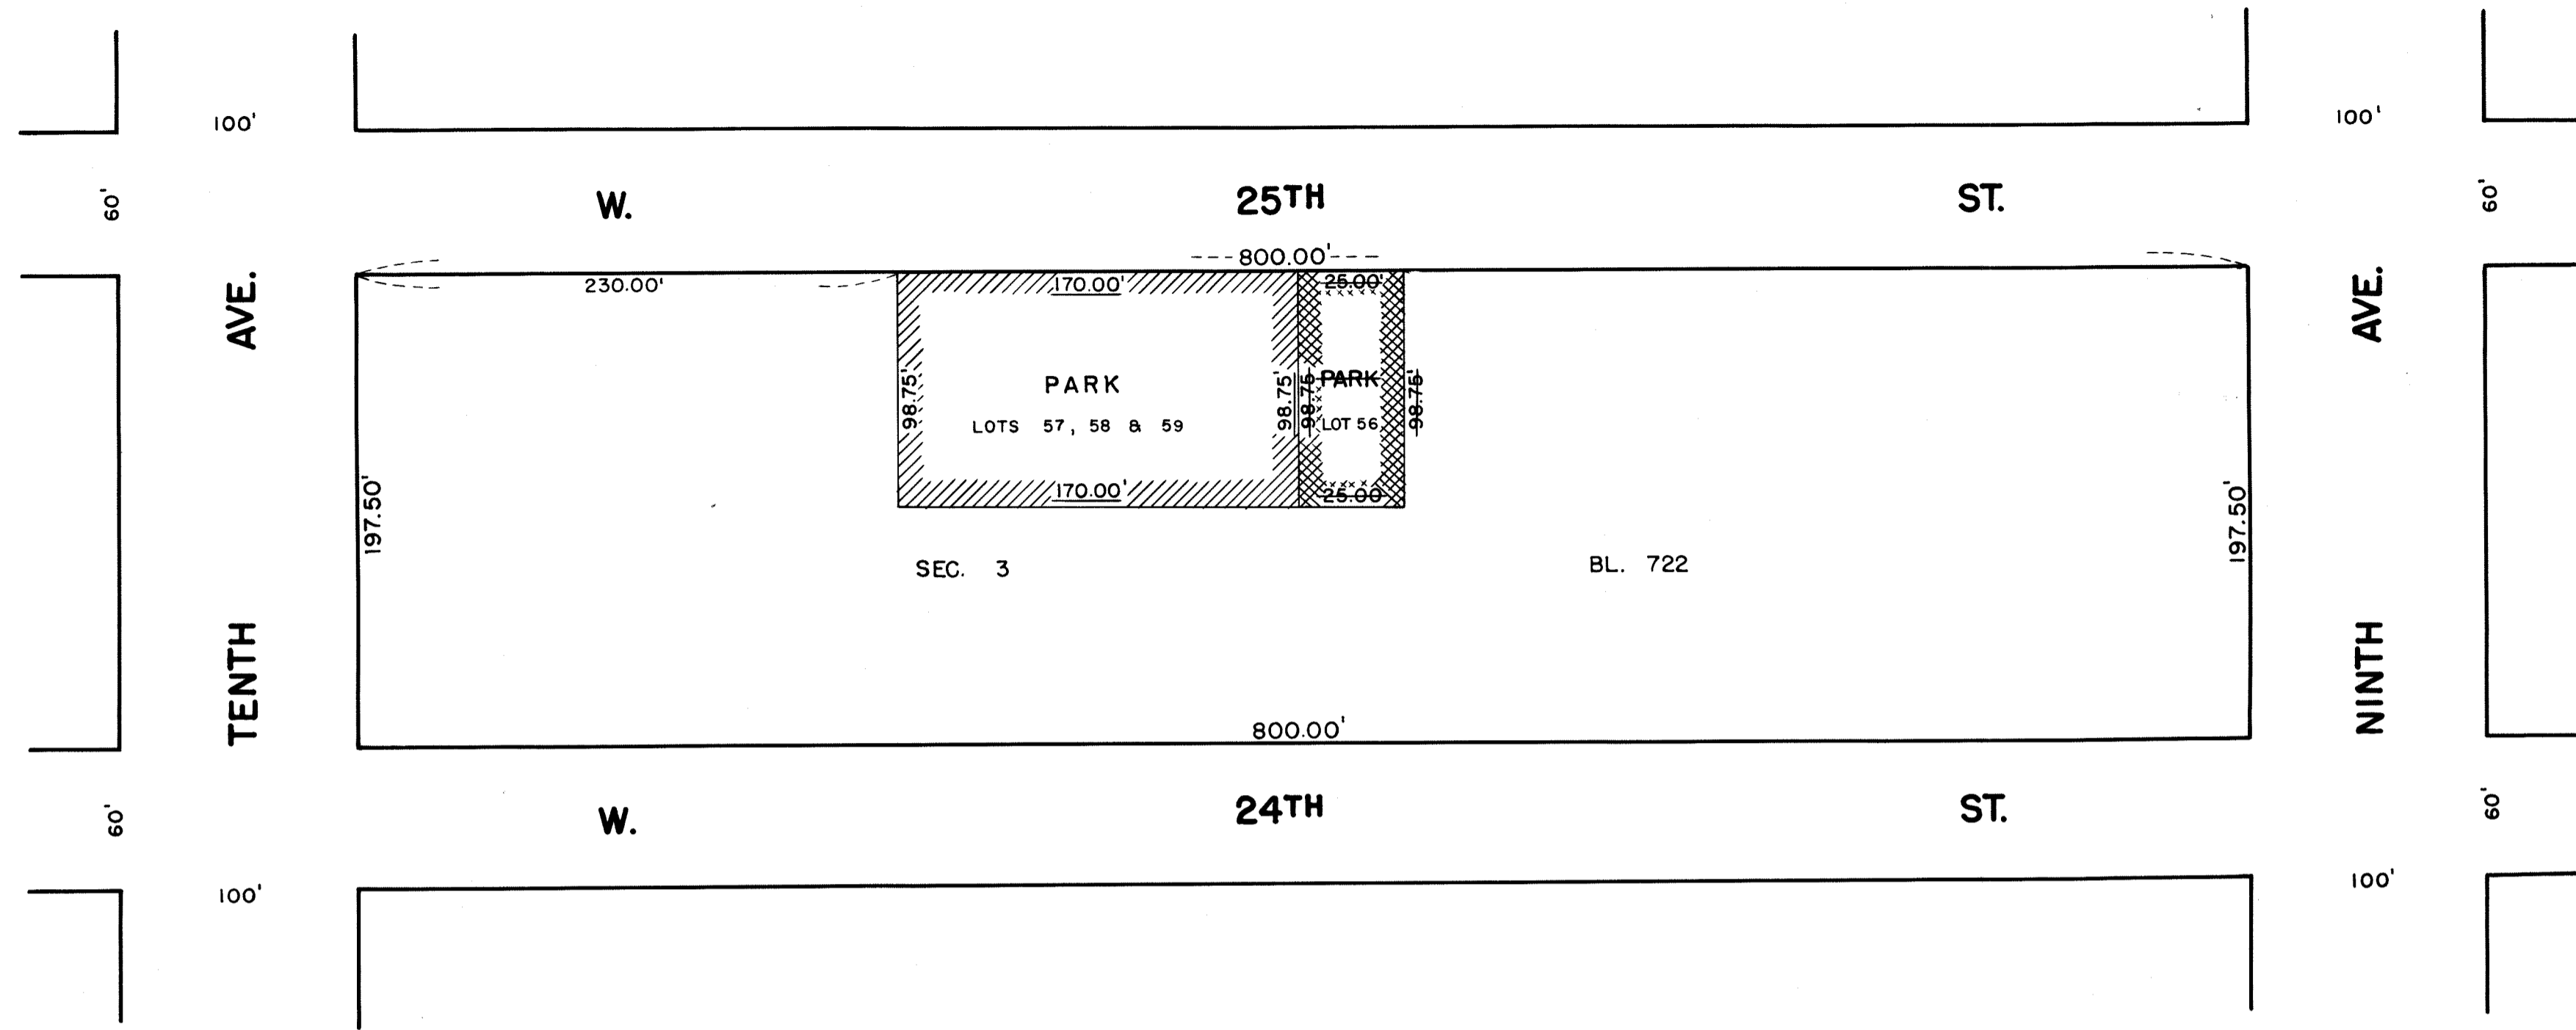 100'
100'
60'
W. 25TH ST.
60'
800.00'
230.00'
170.00'
25.00'
TENTH AVE.
NINTH AVE.
98.75'
PARK
LOTS 57, 58 & 59
98.75'
98.75
PARK
LOT 56
98.75'
170.00'
25.00
197.50'
197.50'
SEC. 3
BL. 722
800.00'
60'
W. 24TH ST.
60'
100'
100'